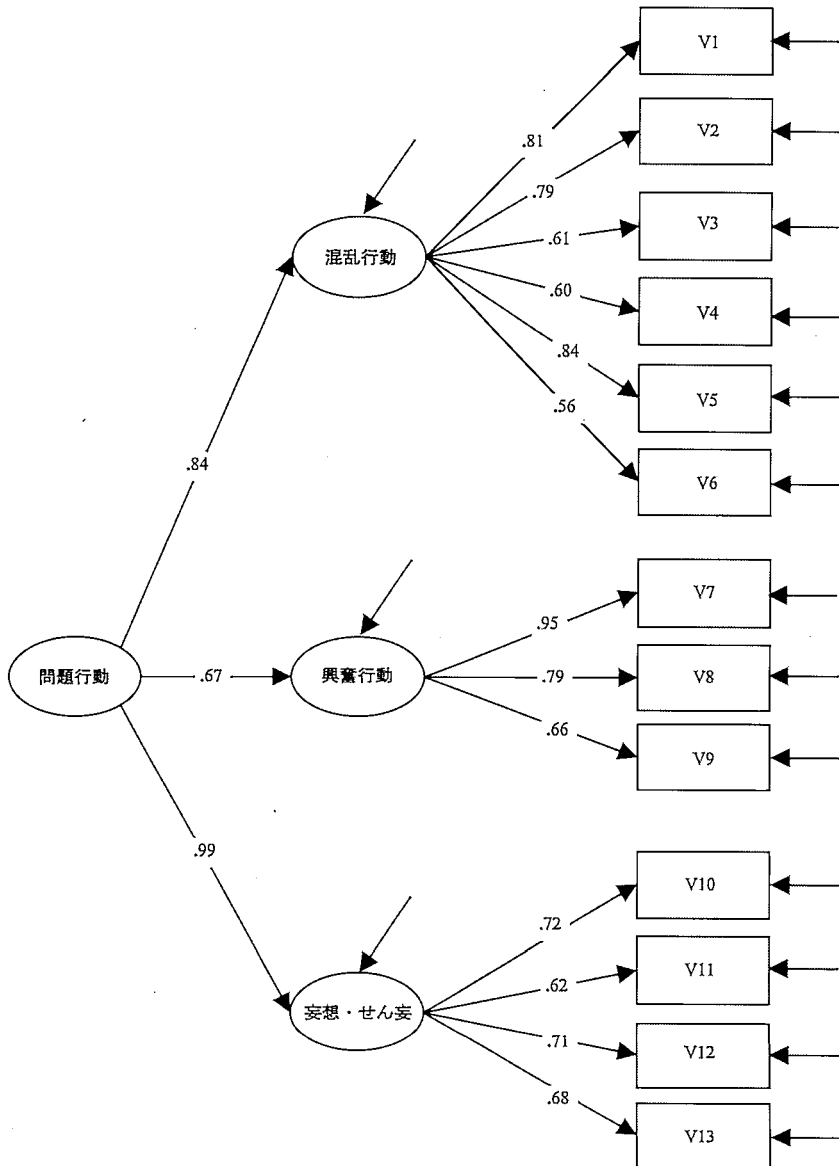 V1
.81
V2
.79
V3
.61
混乱行動
.60
V4
.84
V5
.56
V6
.84
V7
.95
問題行動
.67
興奮行動
.79
V8
.66
V9
.99
V10
.72
V11
.62
妄想・せん妄
.71
V12
.68
V13